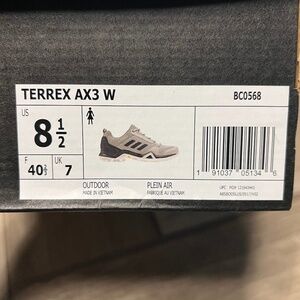 TERREX AX3 W
BC0568
US
8 1/2
F
40 2/3
UK
7
OUTDOOR
MADE IN VIETNAM
PLEIN AIR
FABRIQUÉ AU VIETNAM
1 91037 05134 6